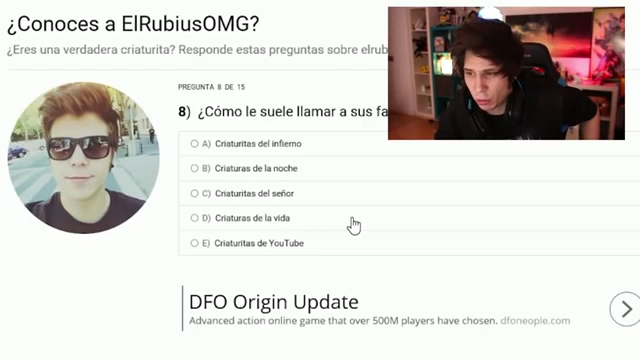 ¿Conoces a ElRubiusOMG?
¿Eres una verdadera criaturita? Responde estas preguntas sobre elrub
PREGUNTA 8 DE 15
8) ¿Cómo le suele llamar a sus fa
A) Criaturitas del infierno
B) Criaturas de la noche
C) Criaturitas del señor
D) Criaturas de la vida
E) Criaturitas de YouTube
DFO Origin Update
Advanced action online game that over 500M players have chosen. dfoneople.com